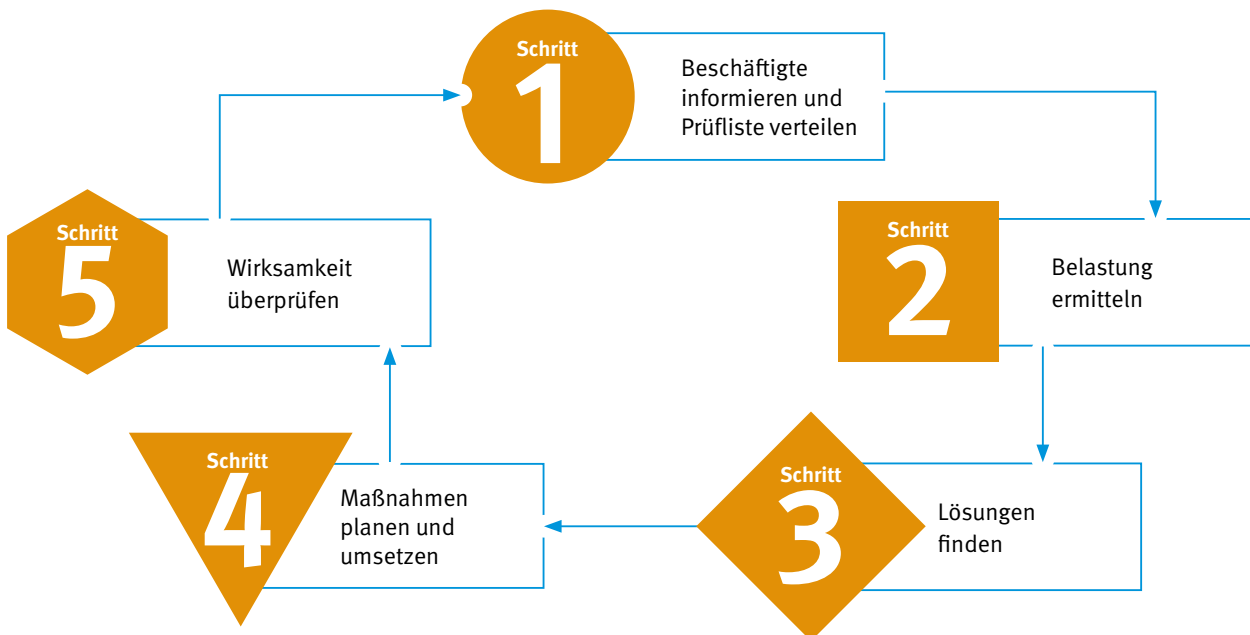 Schritt
1
Beschäftigte
informieren und
Prüfliste verteilen
Schritt
2
Belastung
ermitteln
Schritt
3
Lösungen
finden
Schritt
4
Maßnahmen
planen und
umsetzen
Schritt
5
Wirksamkeit
überprüfen